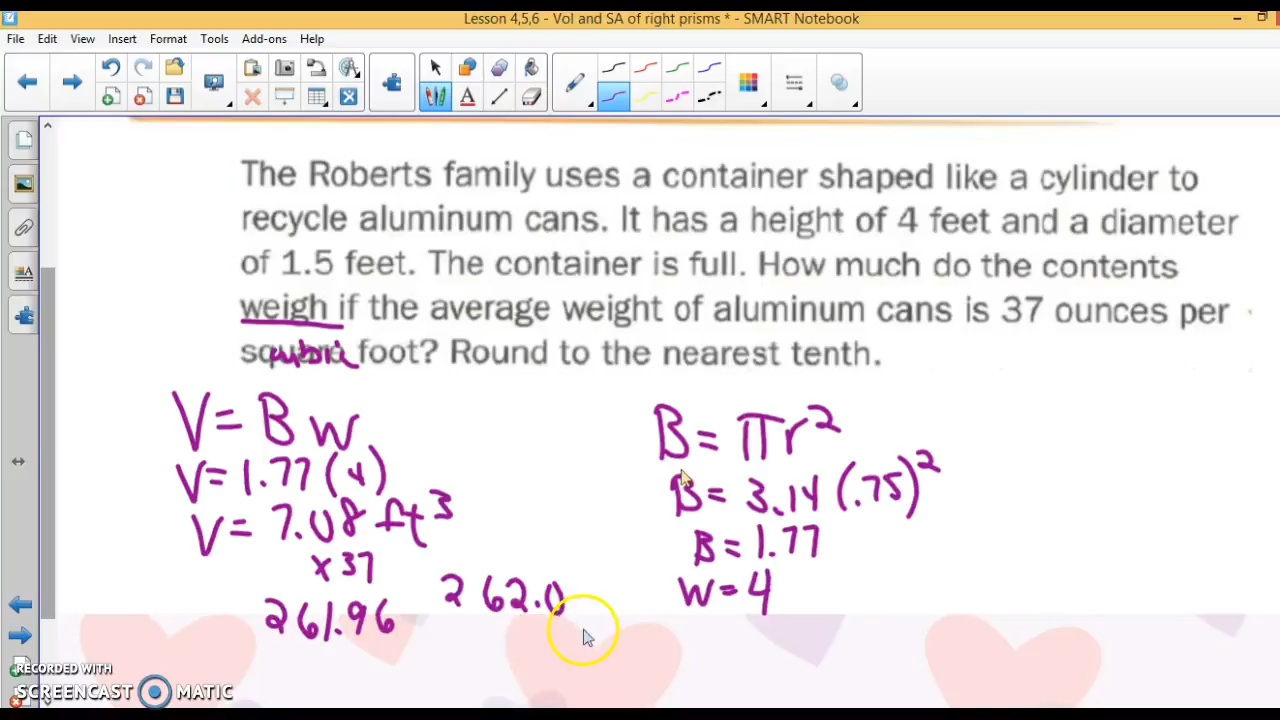 Lesson 4,5,6 - Vol and SA of right prisms * - SMART Notebook
File Edit View Insert Format Tools Add-ons Help
The Roberts family uses a container shaped like a cylinder to
recycle aluminum cans. It has a height of 4 feet and a diameter
of 1.5 feet. The container is full. How much do the contents
weigh if the average weight of aluminum cans is 37 ounces per
square foot? Round to the nearest tenth.
cubic
V = B W
V = 1.77 (4)
V = 7.08 ft³
x 37
261.96
262.0
B = πr²
B = 3.14 (.75)²
B = 1.77
W = 4
RECORDED WITH
SCREENCAST MATIC